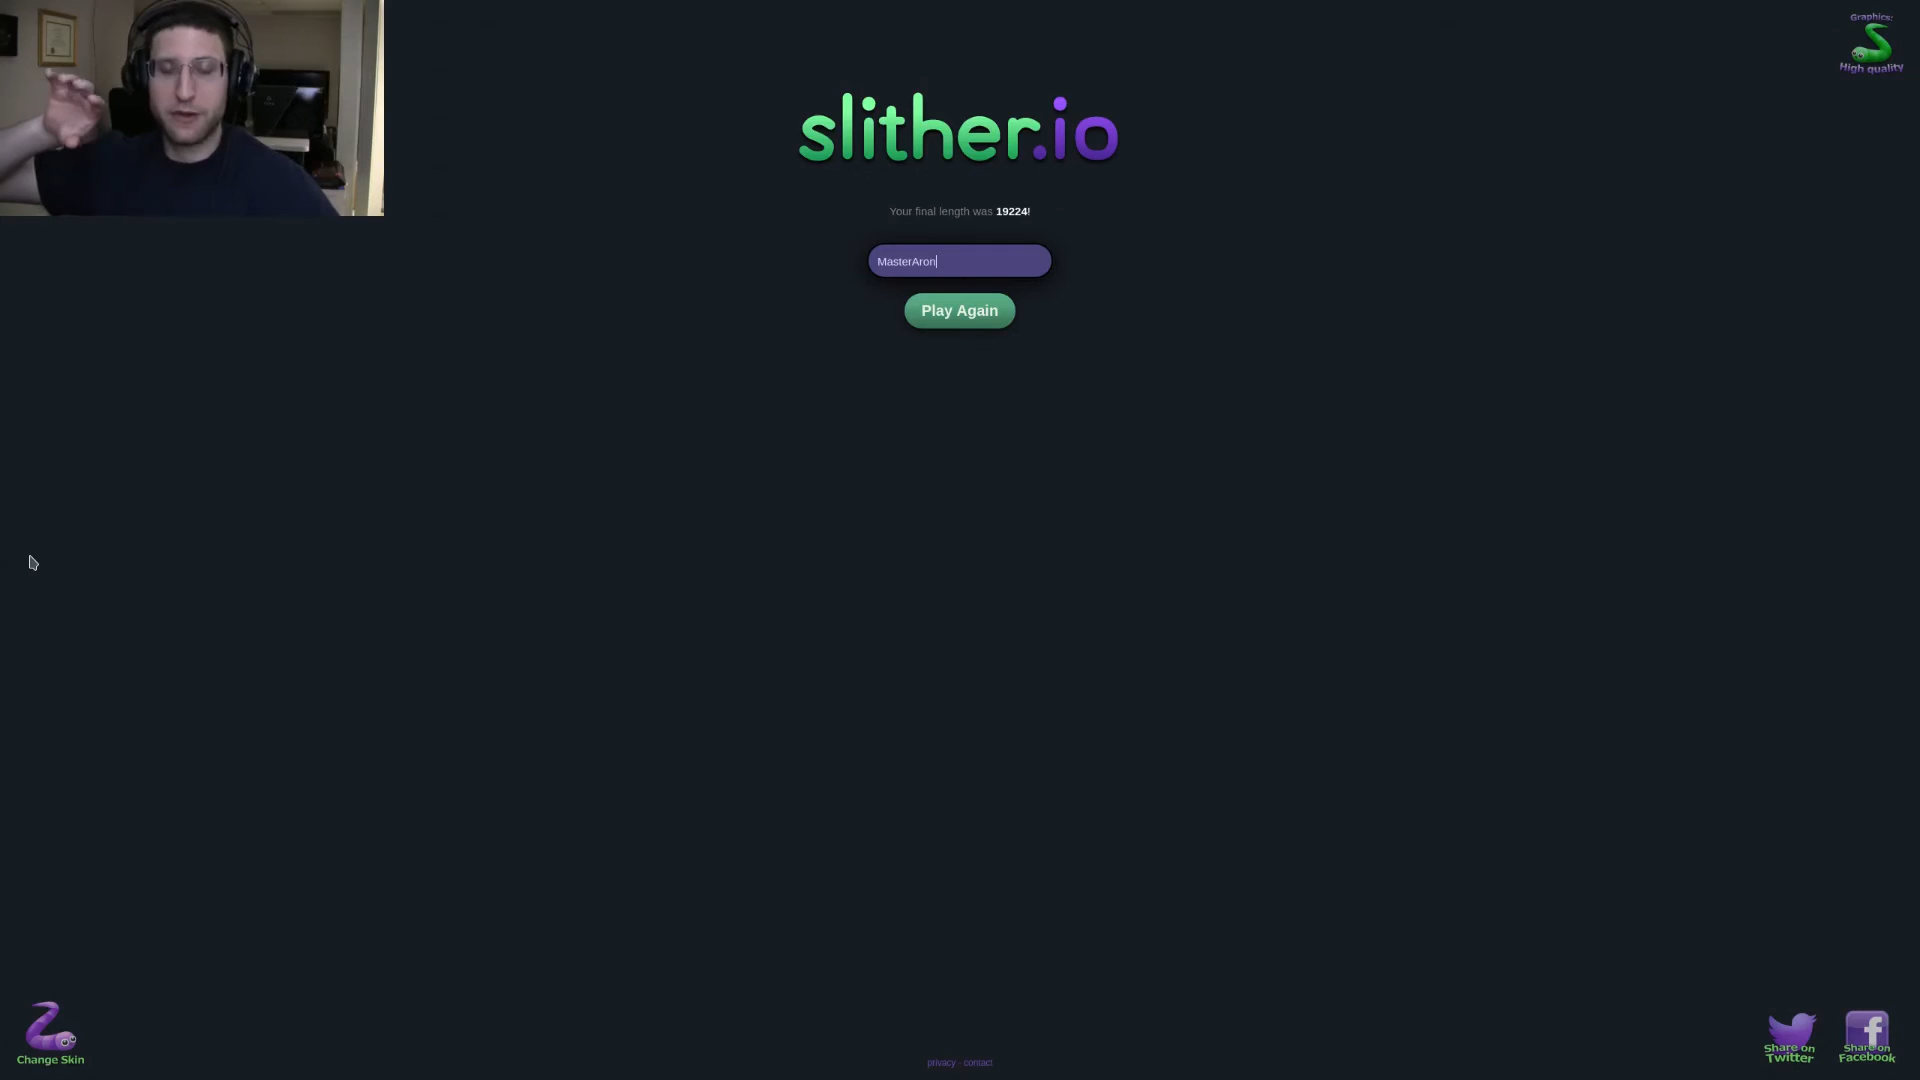 Graphics:
High quality
slither.io
Your final length was 19224!
MasterAron
Play Again
Change Skin
privacy · contact
Share on
Twitter
Share on
Facebook